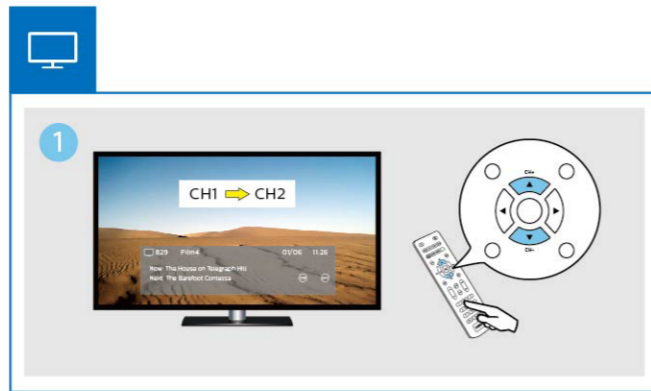 1
CH1 CH2
829 Film4 01/06 11:26
Now: The House on Telegraph Hill
Next: The Barefoot Contessa
CH+
CH-